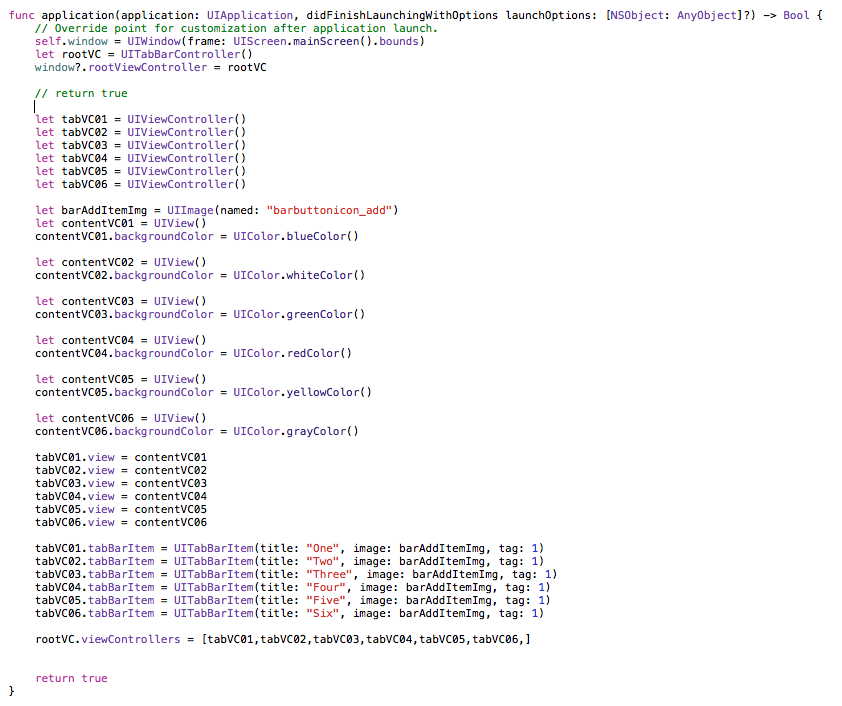 func application(application: UIApplication, didFinishLaunchingWithOptions launchOptions: [NSObject: AnyObject]?) -> Bool {
    // Override point for customization after application launch.
    self.window = UIWindow(frame: UIScreen.mainScreen().bounds)
    let rootVC = UITabBarController()
    window?.rootViewController = rootVC

    // return true

    let tabVC01 = UIViewController()
    let tabVC02 = UIViewController()
    let tabVC03 = UIViewController()
    let tabVC04 = UIViewController()
    let tabVC05 = UIViewController()
    let tabVC06 = UIViewController()

    let barAddItemImg = UIImage(named: "barbuttonicon_add")
    let contentVC01 = UIView()
    contentVC01.backgroundColor = UIColor.blueColor()

    let contentVC02 = UIView()
    contentVC02.backgroundColor = UIColor.whiteColor()

    let contentVC03 = UIView()
    contentVC03.backgroundColor = UIColor.greenColor()

    let contentVC04 = UIView()
    contentVC04.backgroundColor = UIColor.redColor()

    let contentVC05 = UIView()
    contentVC05.backgroundColor = UIColor.yellowColor()

    let contentVC06 = UIView()
    contentVC06.backgroundColor = UIColor.grayColor()

    tabVC01.view = contentVC01
    tabVC02.view = contentVC02
    tabVC03.view = contentVC03
    tabVC04.view = contentVC04
    tabVC05.view = contentVC05
    tabVC06.view = contentVC06

    tabVC01.tabBarItem = UITabBarItem(title: "One", image: barAddItemImg, tag: 1)
    tabVC02.tabBarItem = UITabBarItem(title: "Two", image: barAddItemImg, tag: 1)
    tabVC03.tabBarItem = UITabBarItem(title: "Three", image: barAddItemImg, tag: 1)
    tabVC04.tabBarItem = UITabBarItem(title: "Four", image: barAddItemImg, tag: 1)
    tabVC05.tabBarItem = UITabBarItem(title: "Five", image: barAddItemImg, tag: 1)
    tabVC06.tabBarItem = UITabBarItem(title: "Six", image: barAddItemImg, tag: 1)

    rootVC.viewControllers = [tabVC01,tabVC02,tabVC03,tabVC04,tabVC05,tabVC06,]


    return true
}